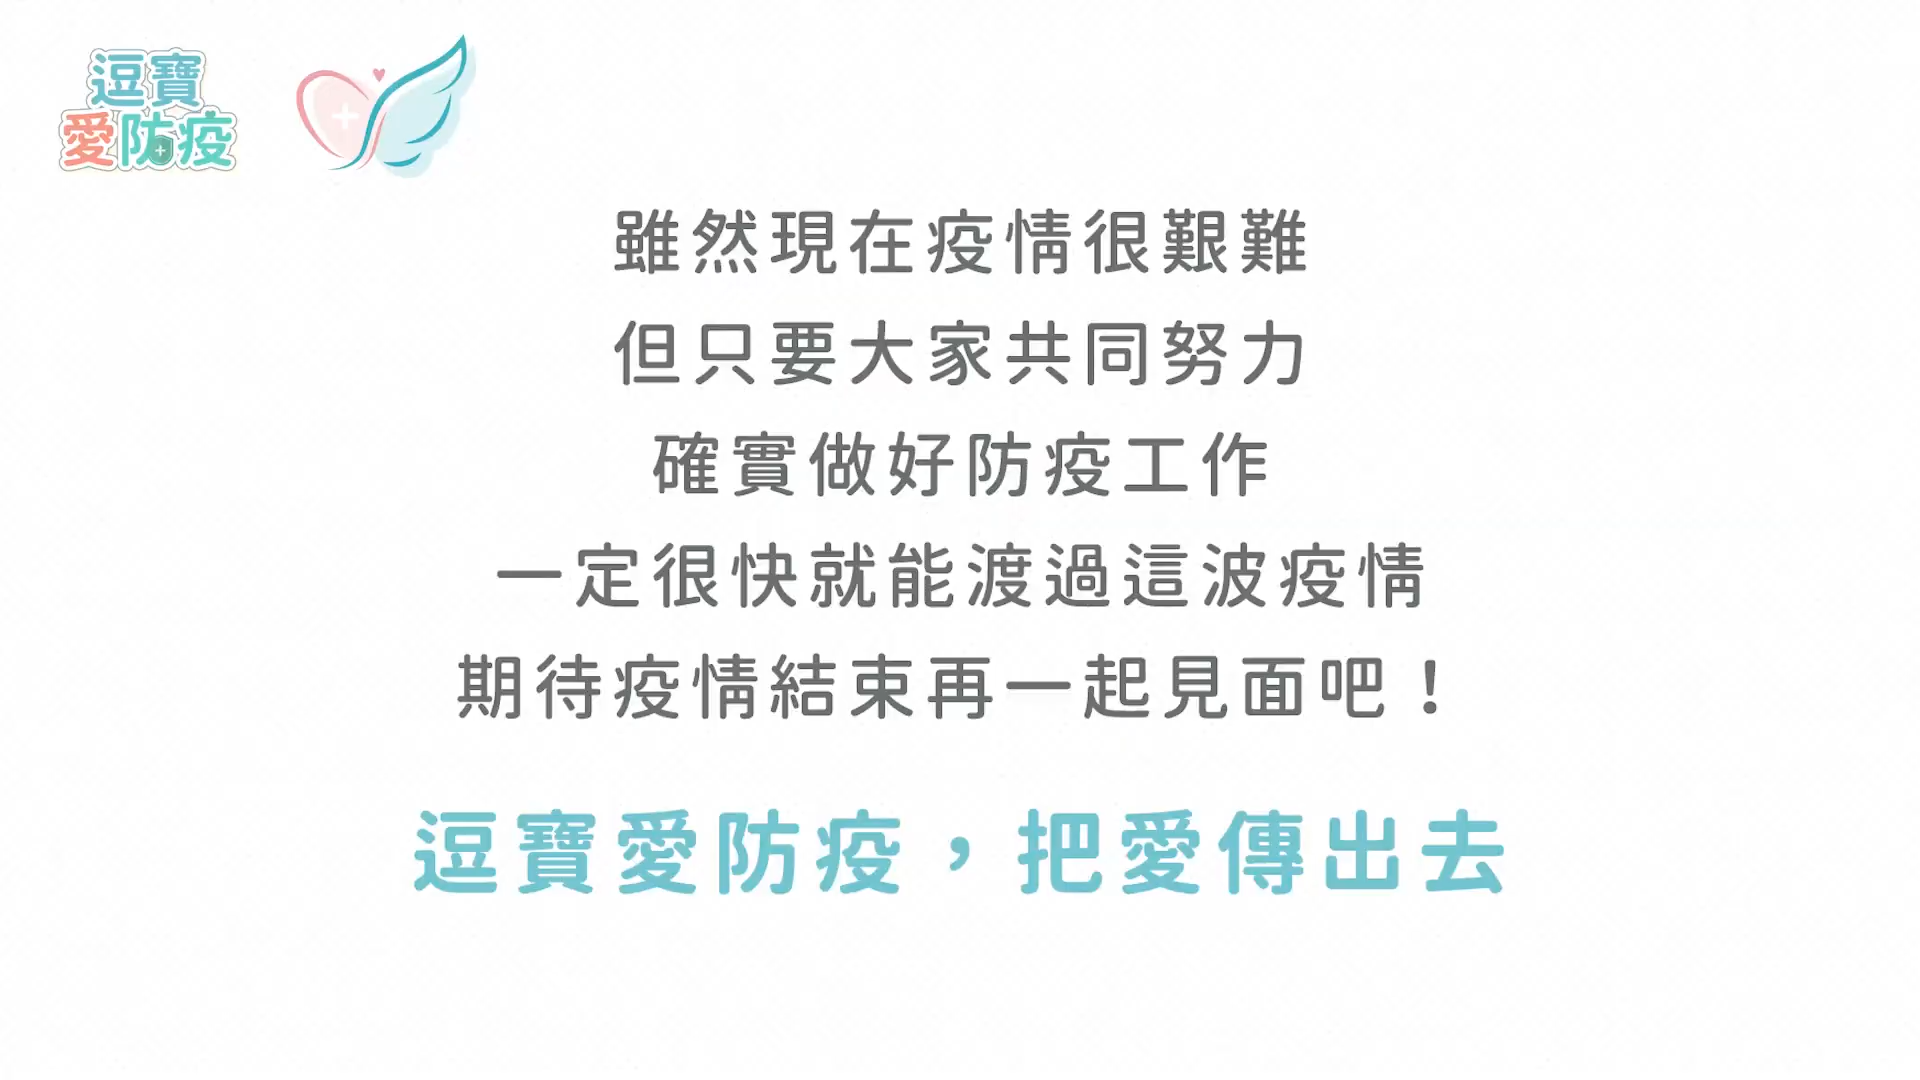 逗寶
愛防疫
雖然現在疫情很艱難
但只要大家共同努力
確實做好防疫工作
一定很快就能渡過這波疫情
期待疫情結束再一起見面吧！
逗寶愛防疫，把愛傳出去